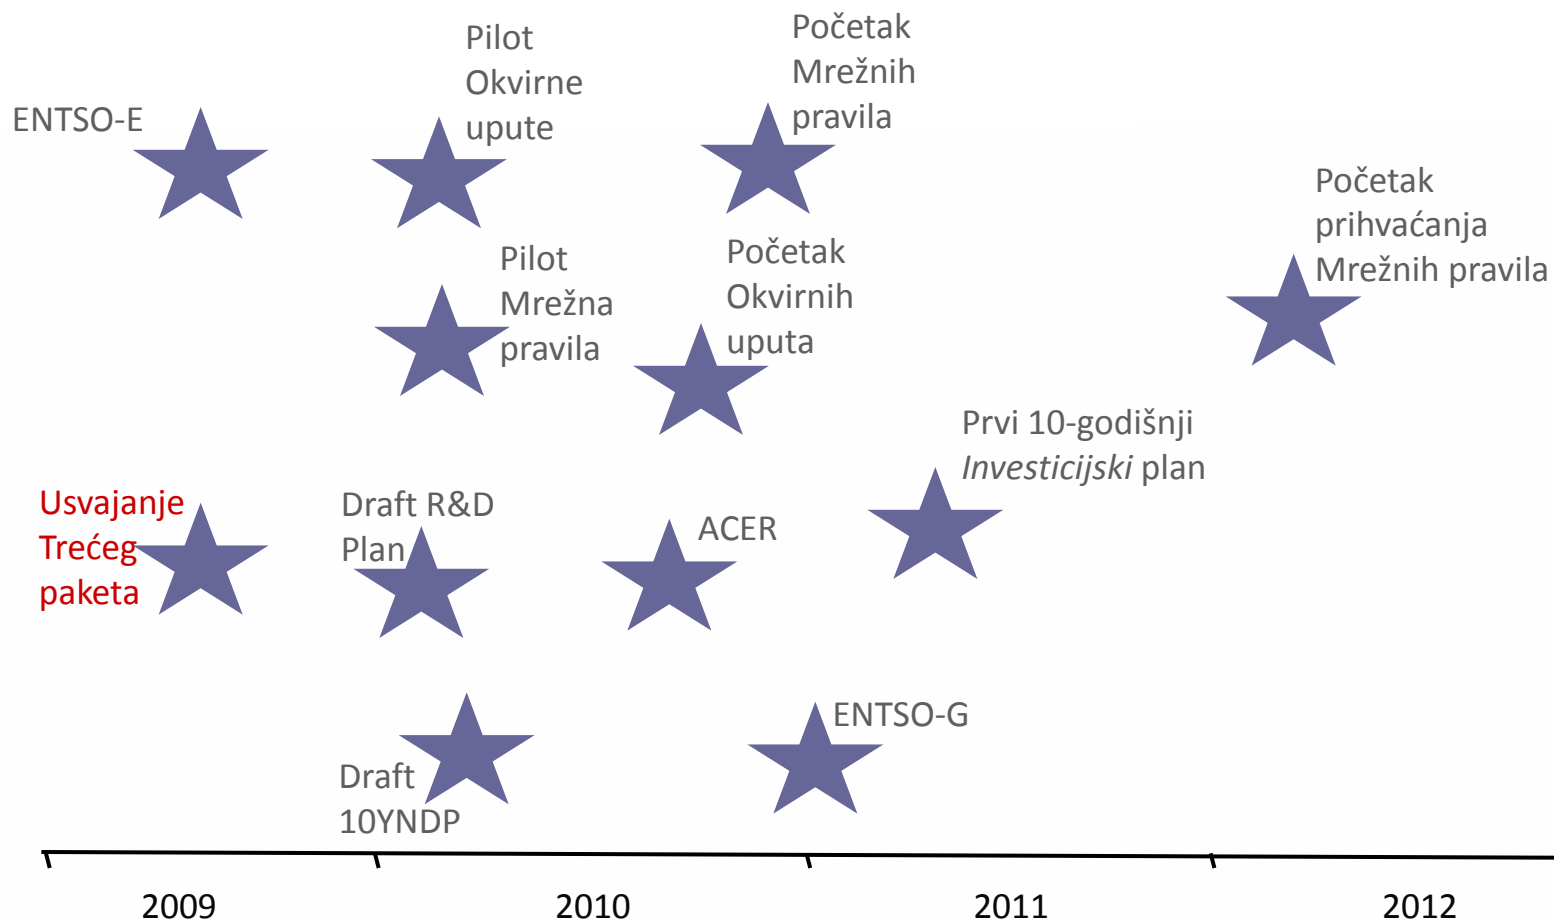 ENTSO-E
Pilot
Okvirne
upute
Početak
Mrežnih
pravila
Početak
prihvaćanja
Mrežnih pravila
Pilot
Mrežna
pravila
Početak
Okvirnih
uputa
Prvi 10-godišnji
Investicijski plan
Usvajanje
Trećeg
paketa
Draft R&D
Plan
ACER
Draft
10YNDP
ENTSO-G
2009
2010
2011
2012